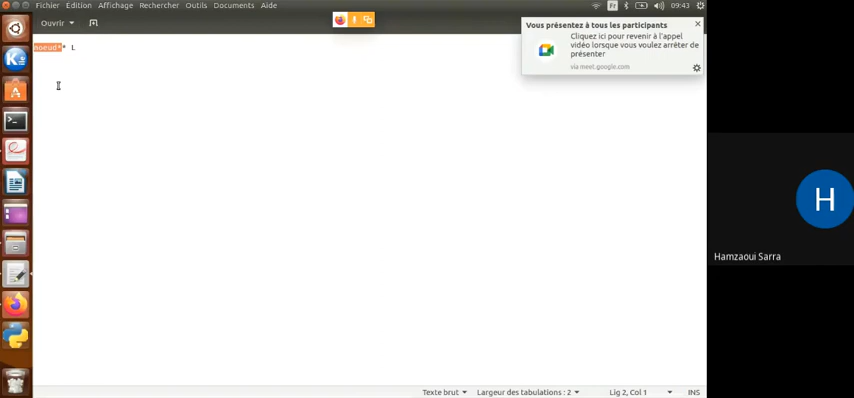 Fichier Édition Affichage Rechercher Outils Documents Aide
Fr 09:43
Ouvrir
Vous présentez à tous les participants
Cliquez ici pour revenir à l'appel
vidéo lorsque vous voulez arrêter de
présenter
via meet.google.com
noeud** L
H
Hamzaoui Sarra
Texte brut Largeur des tabulations : 2 Lig 2, Col 1 INS